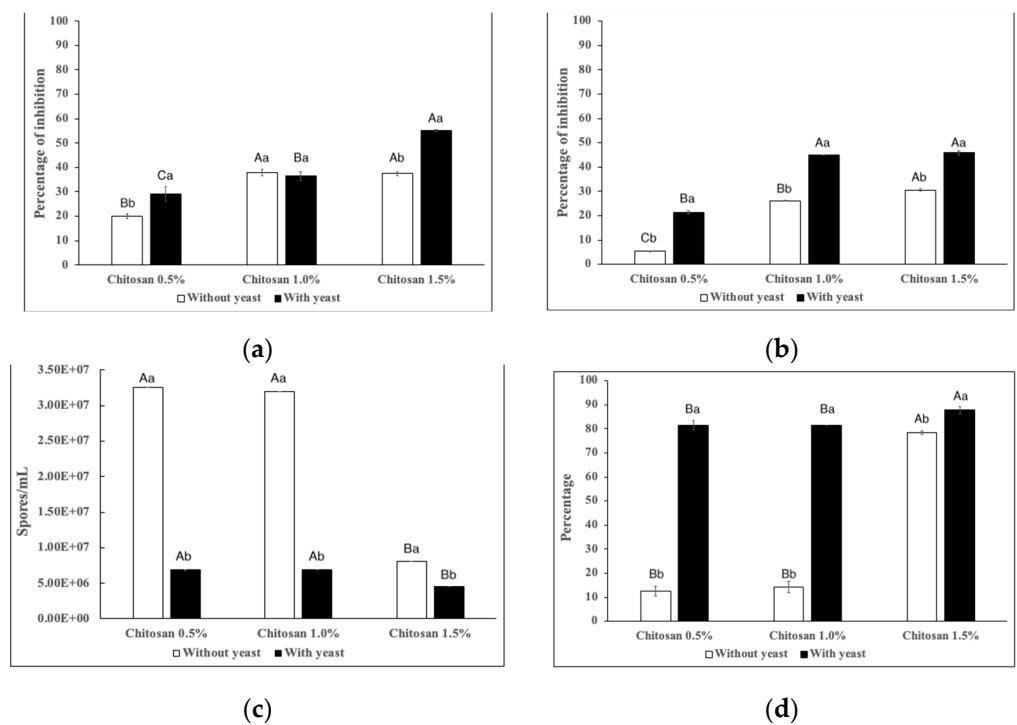 100
90
80
70
60
50
40
30
20
10
0
Percentage of inhibition
Bb
Ca
Aa
Ba
Ab
Aa
Chitosan 0.5%
Chitosan 1.0%
Chitosan 1.5%
Without yeast
With yeast
(a)
100
90
80
70
60
50
40
30
20
10
0
Percentage of inhibition
Cb
Ba
Bb
Aa
Ab
Aa
Chitosan 0.5%
Chitosan 1.0%
Chitosan 1.5%
Without yeast
With yeast
(b)
3.50E+07
3.00E+07
2.50E+07
2.00E+07
1.50E+07
1.00E+07
5.00E+06
0.00E+00
Spores/mL
Aa
Ab
Aa
Ab
Ba
Bb
Chitosan 0.5%
Chitosan 1.0%
Chitosan 1.5%
Without yeast
With yeast
(c)
100
90
80
70
60
50
40
30
20
10
0
Percentage
Bb
Ba
Bb
Ba
Ab
Aa
Chitosan 0.5%
Chitosan 1.0%
Chitosan 1.5%
Without yeast
With yeast
(d)